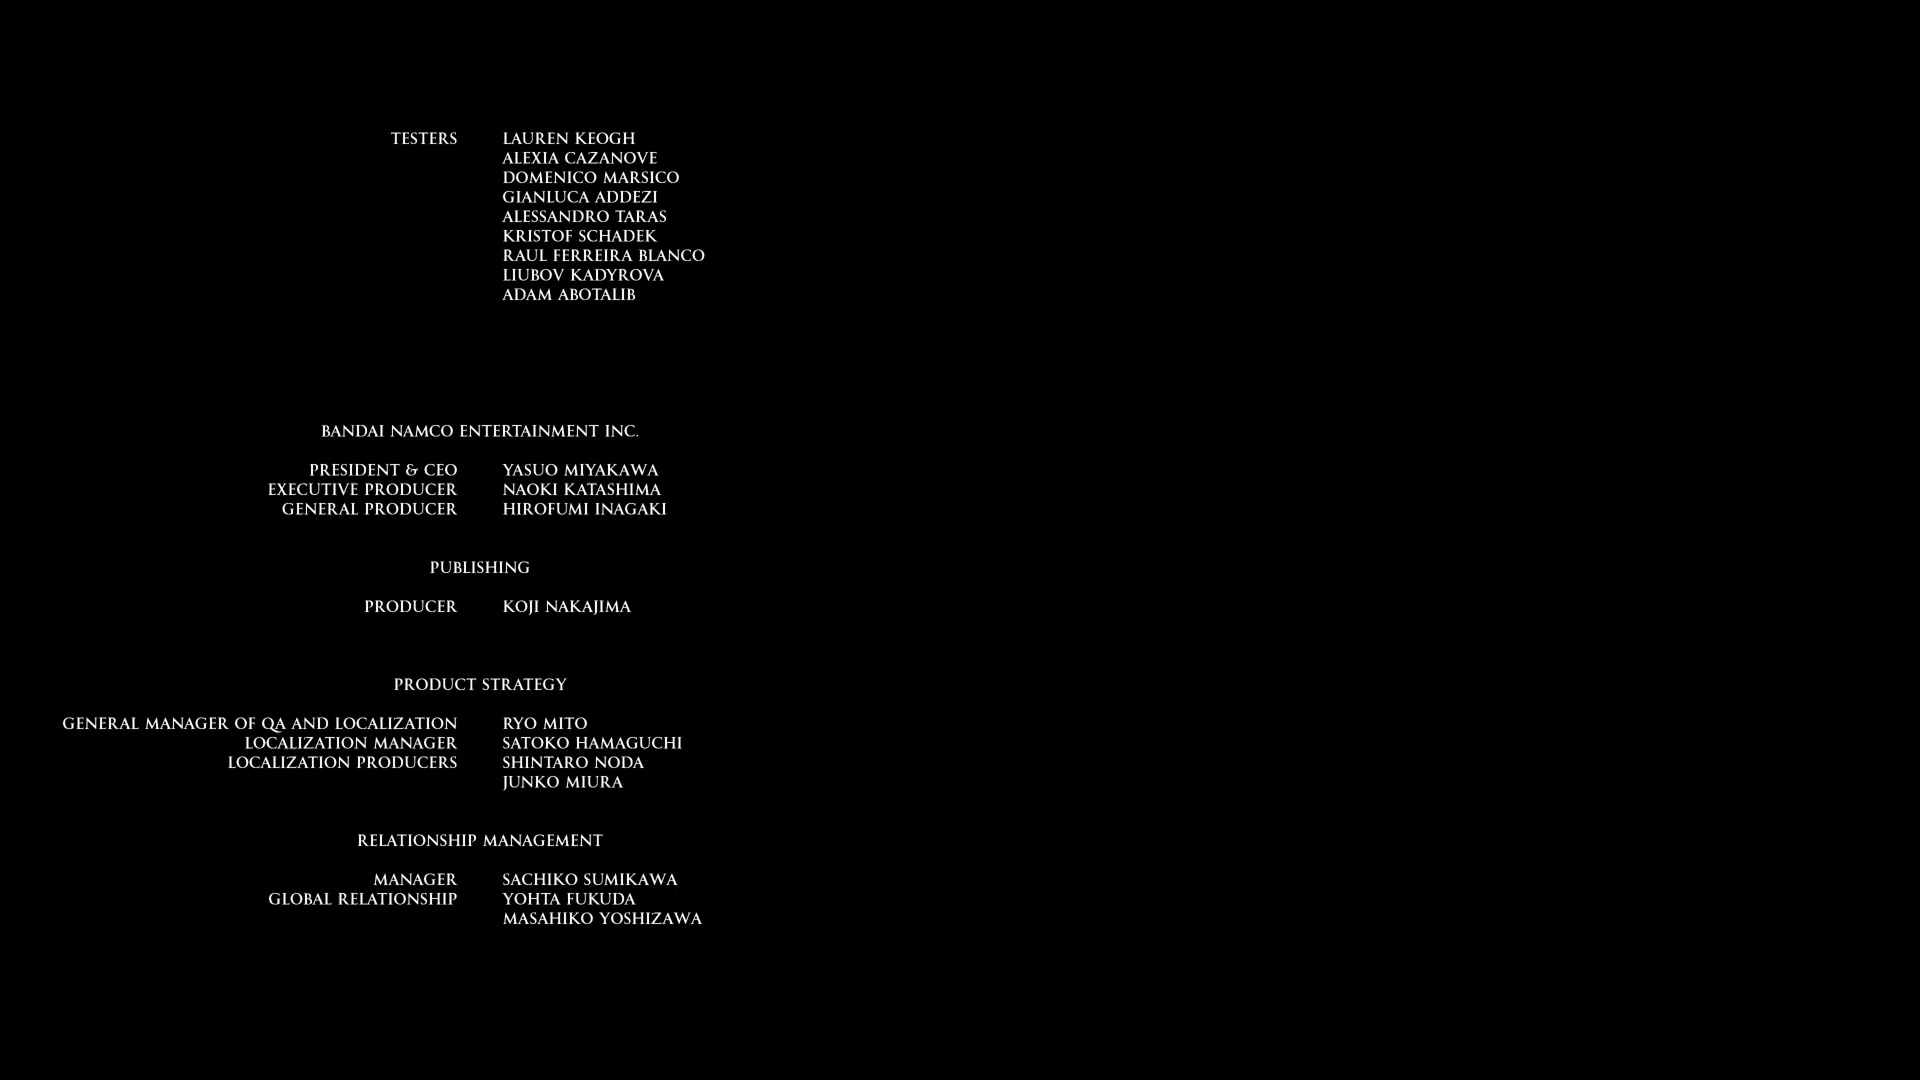 TESTERS LAUREN KEOGH
ALEXIA CAZANOVE
DOMENICO MARSICO
GIANLUCA ADDEZI
ALESSANDRO TARAS
KRISTOF SCHADEK
RAUL FERREIRA BLANCO
LIUBOV KADYROVA
ADAM ABOTALIB
BANDAI NAMCO ENTERTAINMENT INC.
PRESIDENT & CEO YASUO MIYAKAWA
EXECUTIVE PRODUCER NAOKI KATASHIMA
GENERAL PRODUCER HIROFUMI INAGAKI
PUBLISHING
PRODUCER KOJI NAKAJIMA
PRODUCT STRATEGY
GENERAL MANAGER OF QA AND LOCALIZATION RYO MITO
LOCALIZATION MANAGER SATOKO HAMAGUCHI
LOCALIZATION PRODUCERS SHINTARO NODA
JUNKO MIURA
RELATIONSHIP MANAGEMENT
MANAGER SACHIKO SUMIKAWA
GLOBAL RELATIONSHIP YOHTA FUKUDA
MASAHIKO YOSHIZAWA